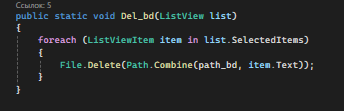 Ссылок: 5
public static void Del_bd(ListView list)
{
foreach (ListViewItem item in list.SelectedItems)
{
File.Delete(Path.Combine(path_bd, item.Text));
}
}